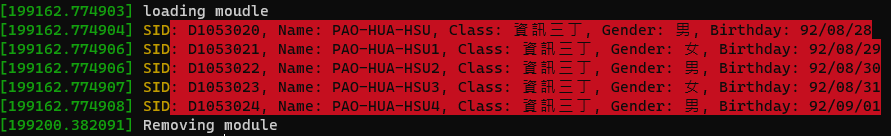 [199162.774903] loading moudle
[199162.774904] SID: D1053020, Name: PAO-HUA-HSU, Class: 資訊三丁, Gender: 男, Birthday: 92/08/28
[199162.774906] SID: D1053021, Name: PAO-HUA-HSU1, Class: 資訊三丁, Gender: 女, Birthday: 92/08/29
[199162.774906] SID: D1053022, Name: PAO-HUA-HSU2, Class: 資訊三丁, Gender: 男, Birthday: 92/08/30
[199162.774907] SID: D1053023, Name: PAO-HUA-HSU3, Class: 資訊三丁, Gender: 女, Birthday: 92/08/31
[199162.774908] SID: D1053024, Name: PAO-HUA-HSU4, Class: 資訊三丁, Gender: 男, Birthday: 92/09/01
[199200.382091] Removing module